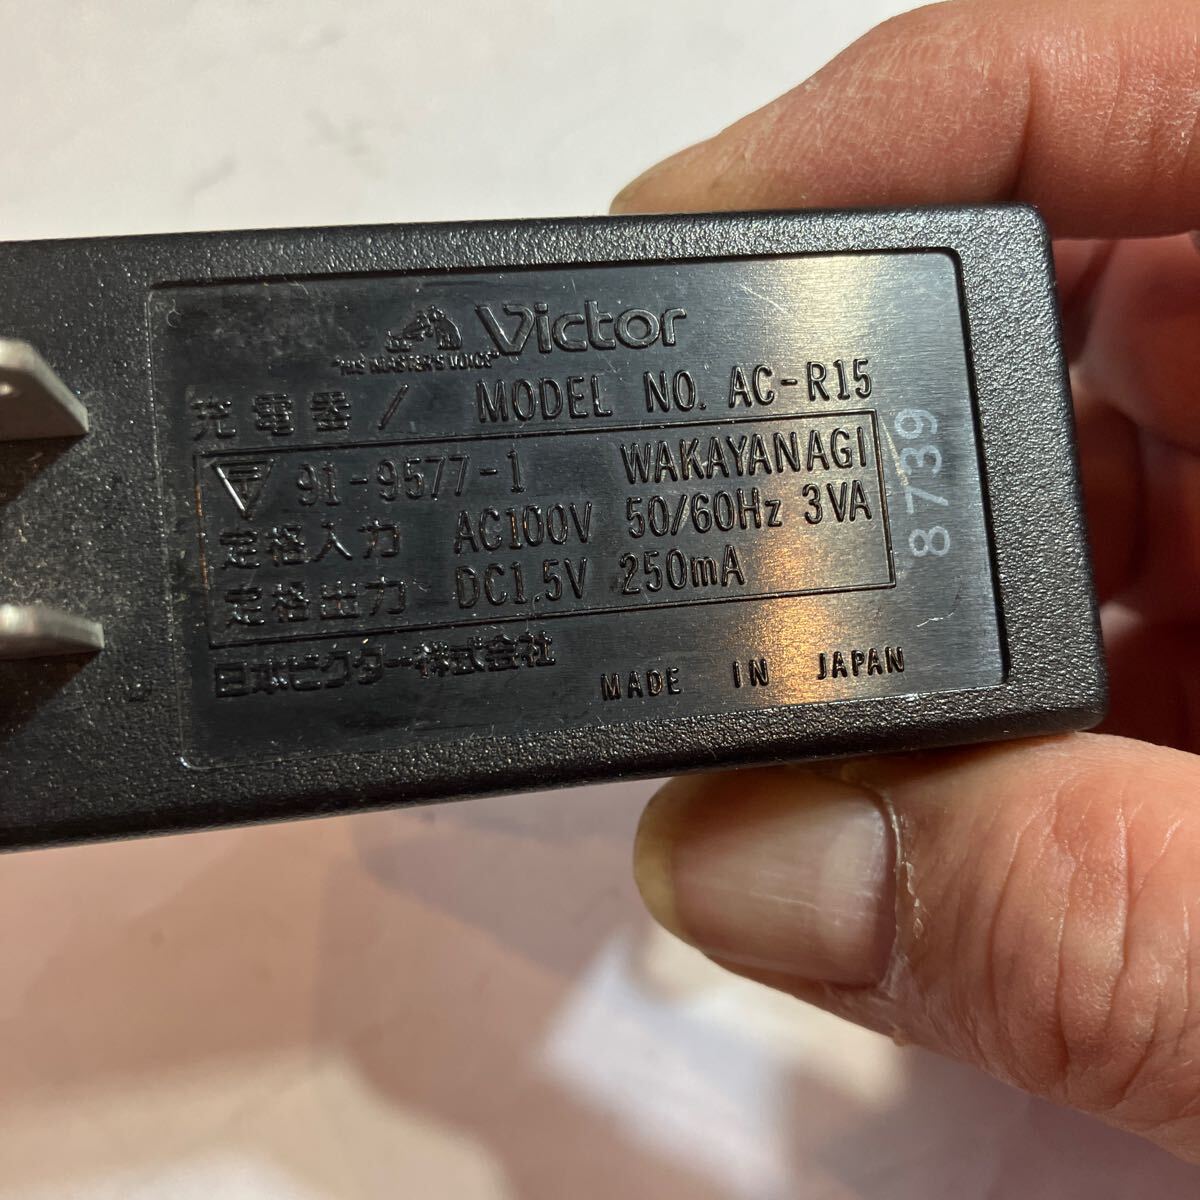 Victor
"HIS MASTER'S VOICE"
充電器 / MODEL NO. AC-R15
91-9577-1 WAKAYANAGI
定格入力 AC100V 50/60Hz 3VA
定格出力 DC1.5V 250mA
日本ビクター株式会社
MADE IN JAPAN
8739